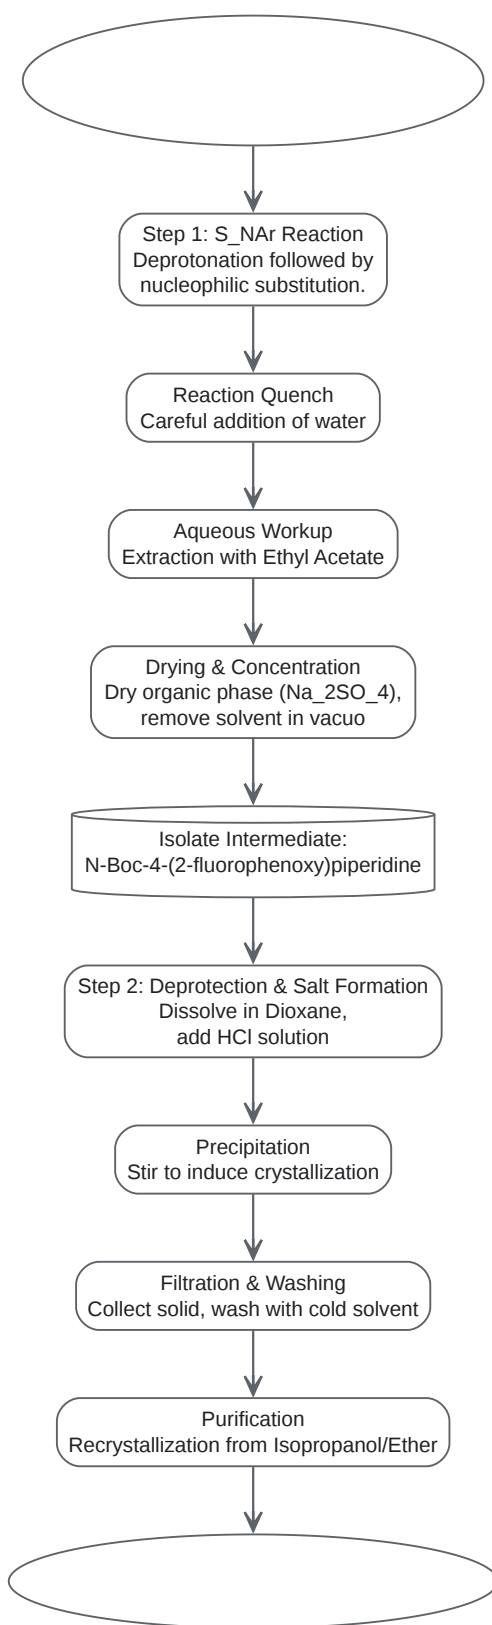 Step 1: S_NAr Reaction
Deprotonation followed by
nucleophilic substitution.
Reaction Quench
Careful addition of water
Aqueous Workup
Extraction with Ethyl Acetate
Drying & Concentration
Dry organic phase (Na_2SO_4),
remove solvent in vacuo
Isolate Intermediate:
N-Boc-4-(2-fluorophenoxy)piperidine
Step 2: Deprotection & Salt Formation
Dissolve in Dioxane,
add HCl solution
Precipitation
Stir to induce crystallization
Filtration & Washing
Collect solid, wash with cold solvent
Purification
Recrystallization from Isopropanol/Ether